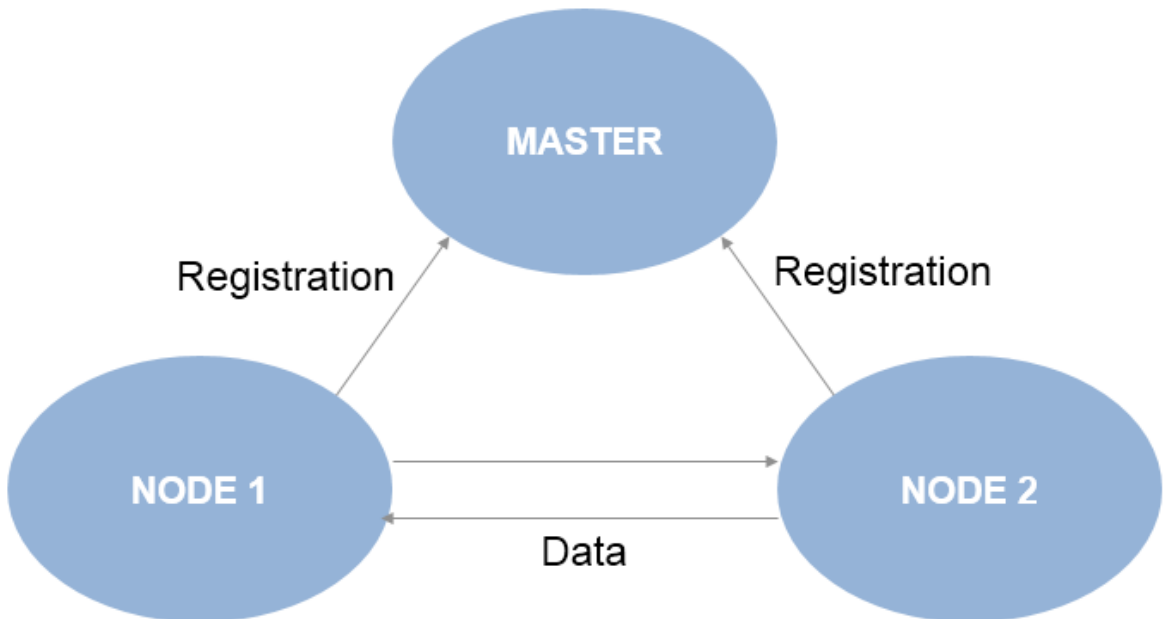 MASTER
Registration
Registration
NODE 1
NODE 2
Data